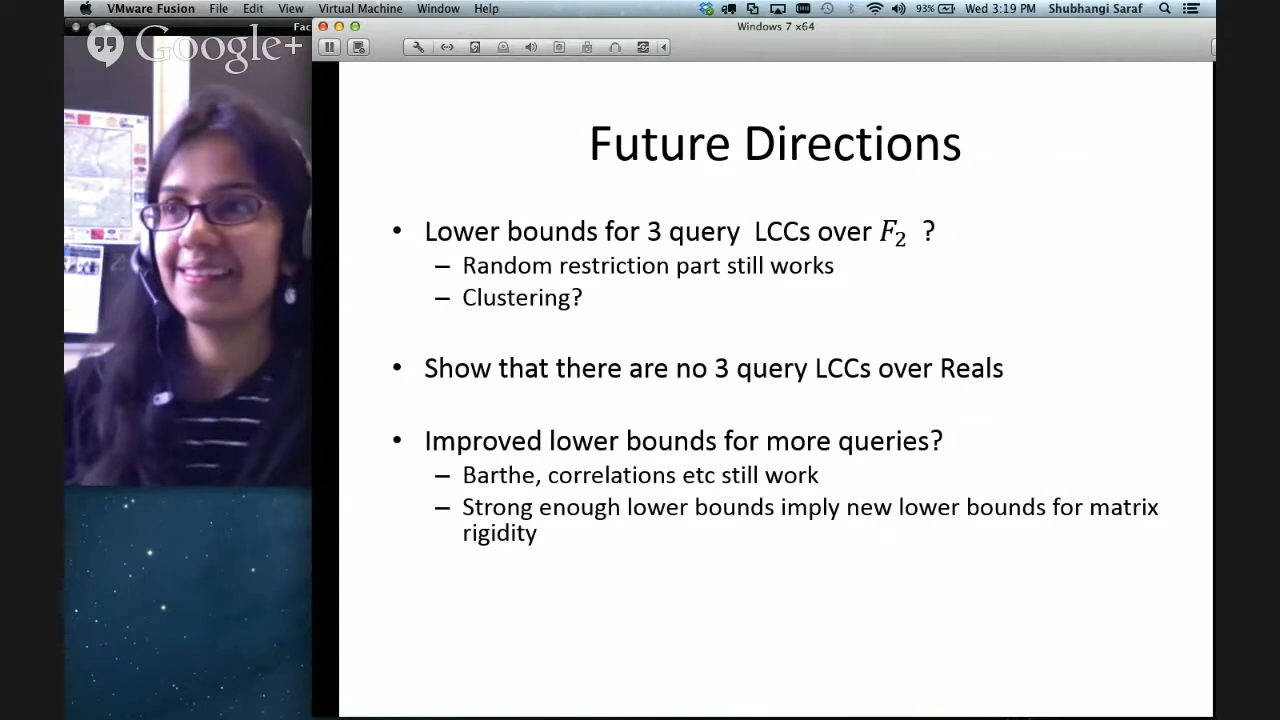 VMware Fusion File Edit View Virtual Machine Window Help 93% Wed 3:19 PM Shubhangi Saraf
Fac
Windows 7 x64
Google+
Future Directions
• Lower bounds for 3 query LCCs over F₂ ?
– Random restriction part still works
– Clustering?
• Show that there are no 3 query LCCs over Reals
• Improved lower bounds for more queries?
– Barthe, correlations etc still work
– Strong enough lower bounds imply new lower bounds for matrix
rigidity